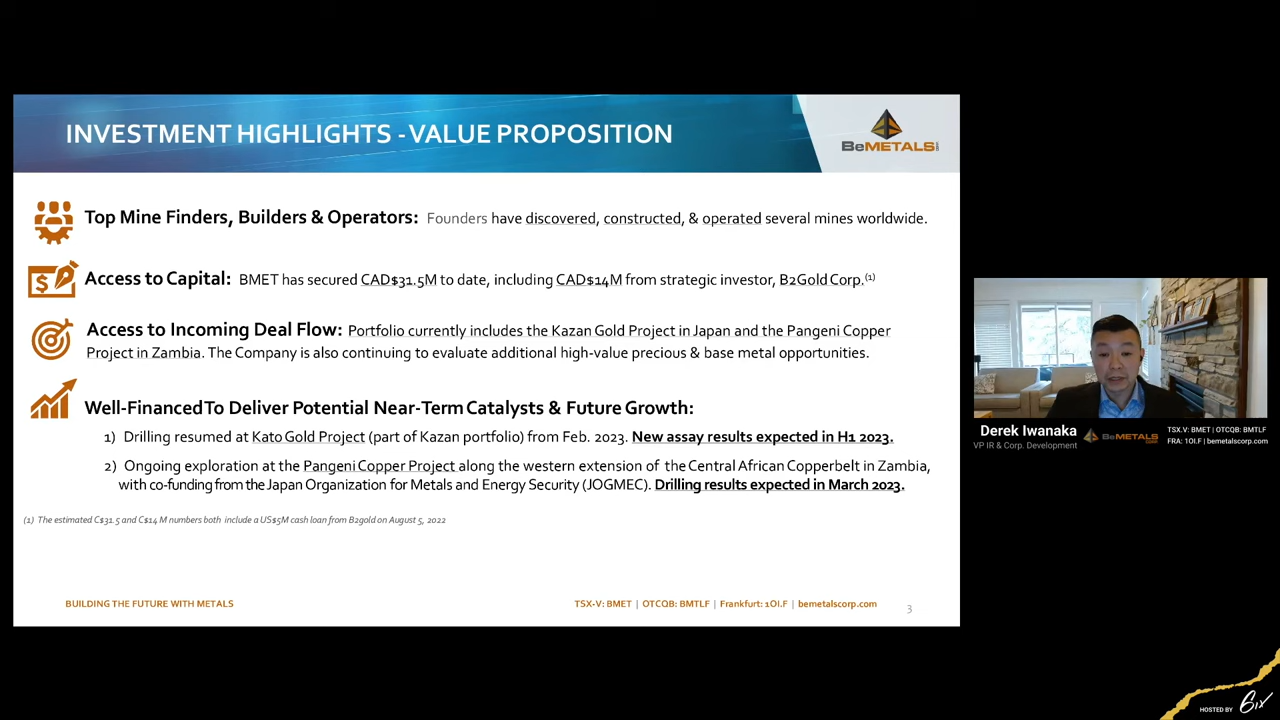 INVESTMENT HIGHLIGHTS - VALUE PROPOSITION
BeMETALS
Top Mine Finders, Builders & Operators: Founders have discovered, constructed, & operated several mines worldwide.
Access to Capital: BMET has secured CAD$31.5M to date, including CAD$14M from strategic investor, B2Gold Corp.(1)
Access to Incoming Deal Flow: Portfolio currently includes the Kazan Gold Project in Japan and the Pangeni Copper
Project in Zambia. The Company is also continuing to evaluate additional high-value precious & base metal opportunities.
Well-Financed To Deliver Potential Near-Term Catalysts & Future Growth:
1) Drilling resumed at Kato Gold Project (part of Kazan portfolio) from Feb. 2023. New assay results expected in H1 2023.
2) Ongoing exploration at the Pangeni Copper Project along the western extension of the Central African Copperbelt in Zambia,
with co-funding from the Japan Organization for Metals and Energy Security (JOGMEC). Drilling results expected in March 2023.
(1) The estimated C$31.5 and C$14 M numbers both include a US$5M cash loan from B2gold on August 5, 2022
BUILDING THE FUTURE WITH METALS
TSX-V: BMET | OTCQB: BMTLF | Frankfurt: 1OI.F | bemetalscorp.com
3
Derek Iwanaka
VP IR & Corp. Development
BeMETALS
TSX.V: BMET | OTCQB: BMTLF
FRA: 1OI.F | bemetalscorp.com
HOSTED BY 6ix